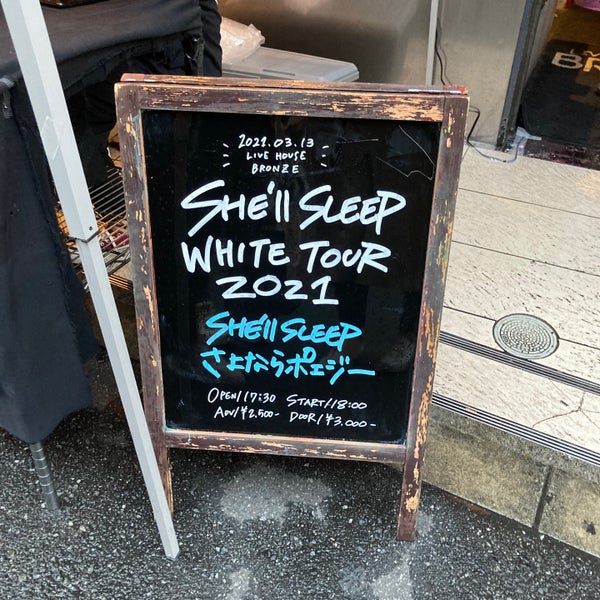 2021.03.13
LIVE HOUSE
BRONZE
SHE'll SLEEP
WHITE TOUR
2021
SHE'll SLEEP
さよならポエジー
OPEN/17:30 START/18:00
ADV/¥2,500- DOOR/¥3.000-
BR